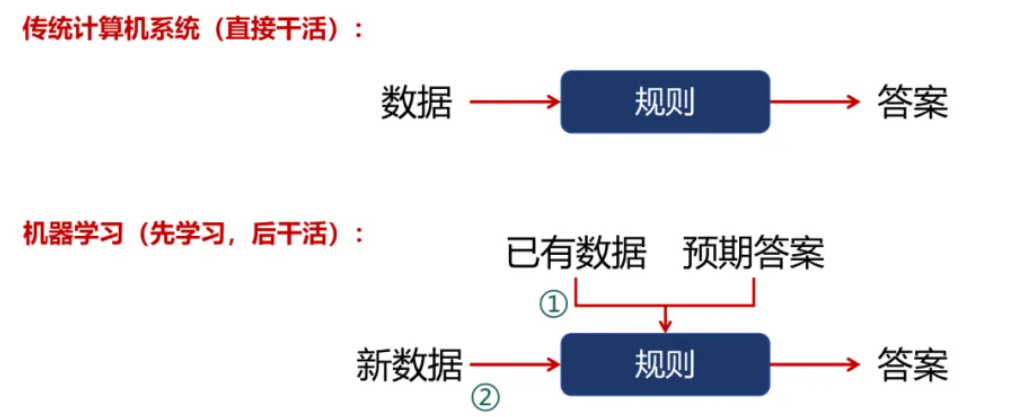 传统计算机系统（直接干活）：
数据 规则 答案
机器学习（先学习，后干活）：
已有数据 预期答案
①
新数据 规则 答案
②